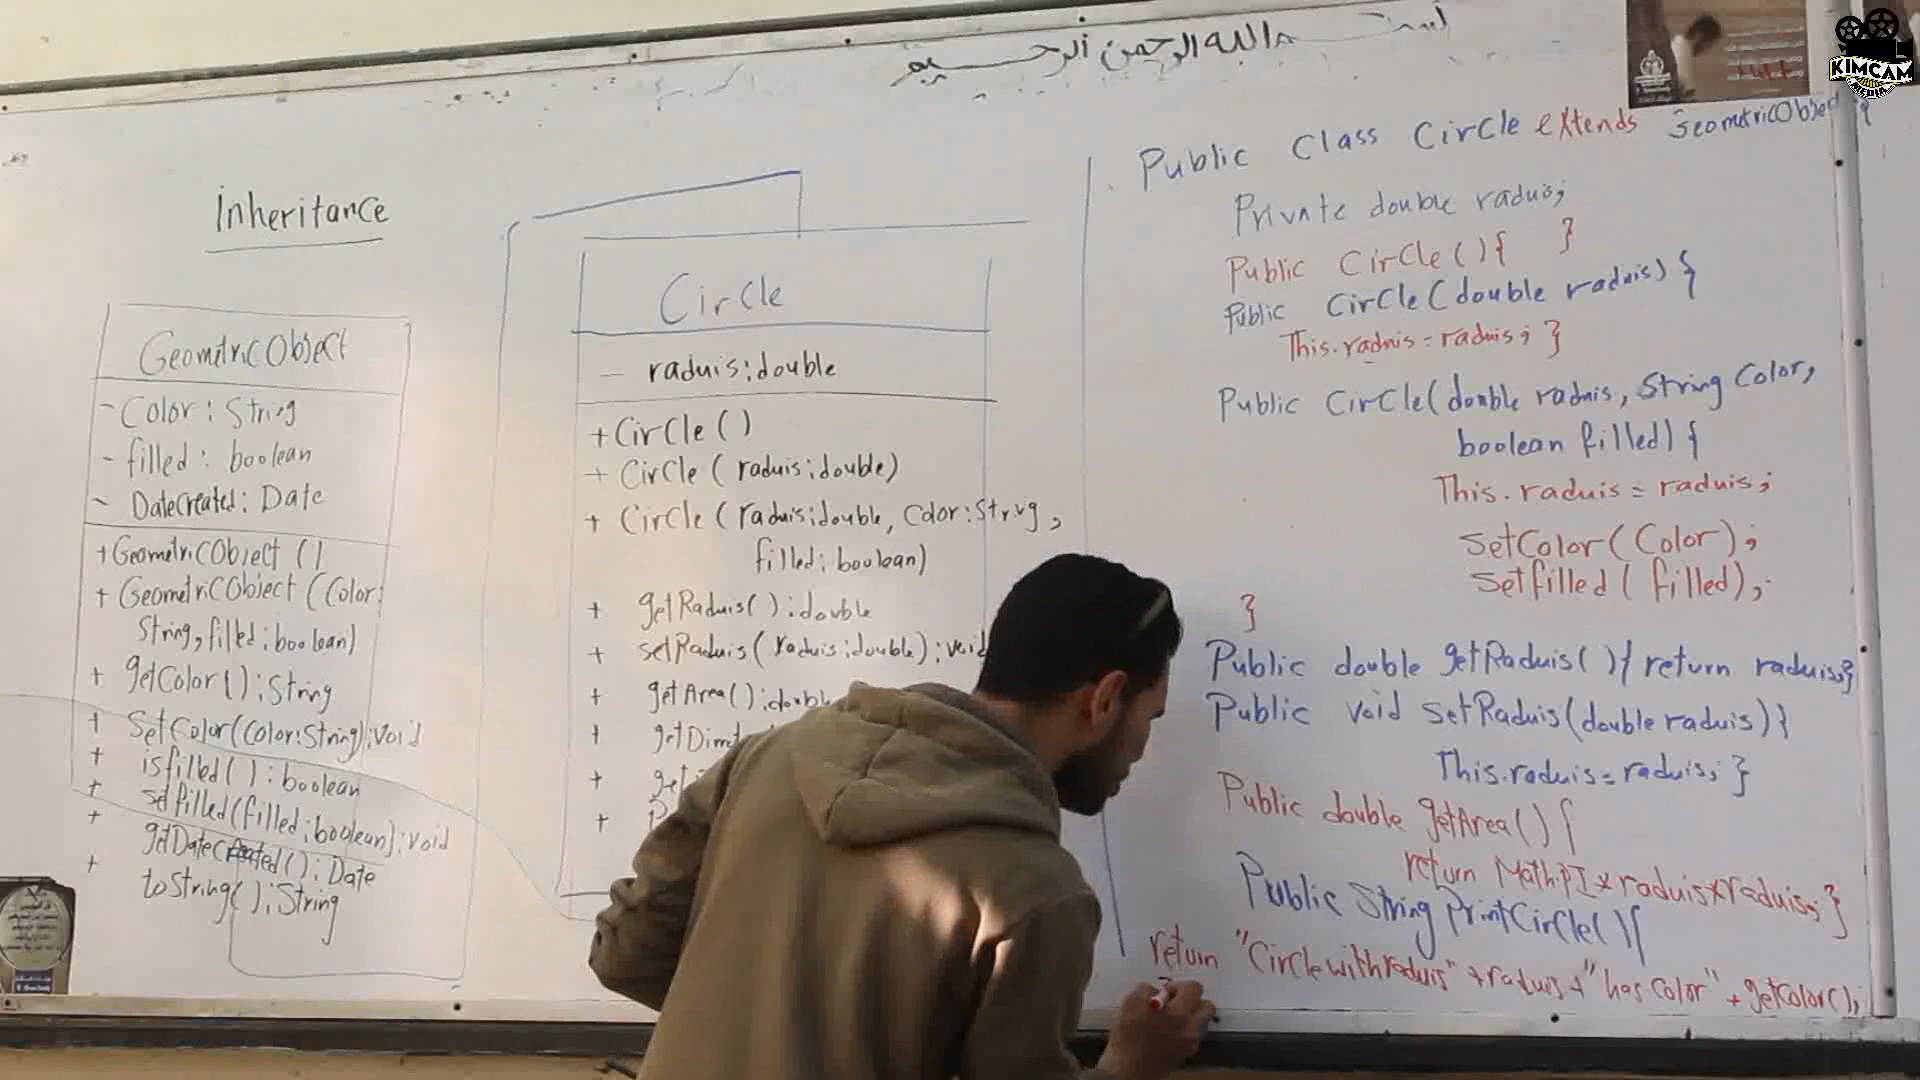 بسم الله الرحمن الرحيم
KIMCAM
MEDIA
Inheritance
GeometricObject
- Color : String
- filled : boolean
- DateCreated : Date
+ GeometricObject ()
+ GeometricObject (Color:
String, filled : boolean)
+ getColor () : String
+ SetColor(Color:String) : Void
+ isfilled () : boolean
+ setfilled (filled : boolean) : void
+ getDateCreated () : Date
+ toString () : String
Circle
- raduis : double
+ Circle ()
+ Circle ( raduis : double)
+ Circle ( raduis : double, Color : String ,
filled : boolean)
+ getRaduis () : double
+ setRaduis ( raduis : double) : void
+ getArea () : double
+
+
+
Public Class Circle extends GeometricObject {
Private double raduis;
Public Circle () { }
Public Circle (double raduis) {
This.raduis = raduis; }
Public Circle (double raduis, String Color,
boolean filled) {
This.raduis = raduis;
SetColor (Color);
Setfilled ( filled);
}
Public double getRaduis () { return raduis; }
Public void SetRaduis (double raduis) {
This.raduis = raduis; }
Public double getArea () {
return Math.PI * raduis * raduis; }
Public String PrintCircle () {
return "Circle with raduis" + raduis + "has Color" + getColor();